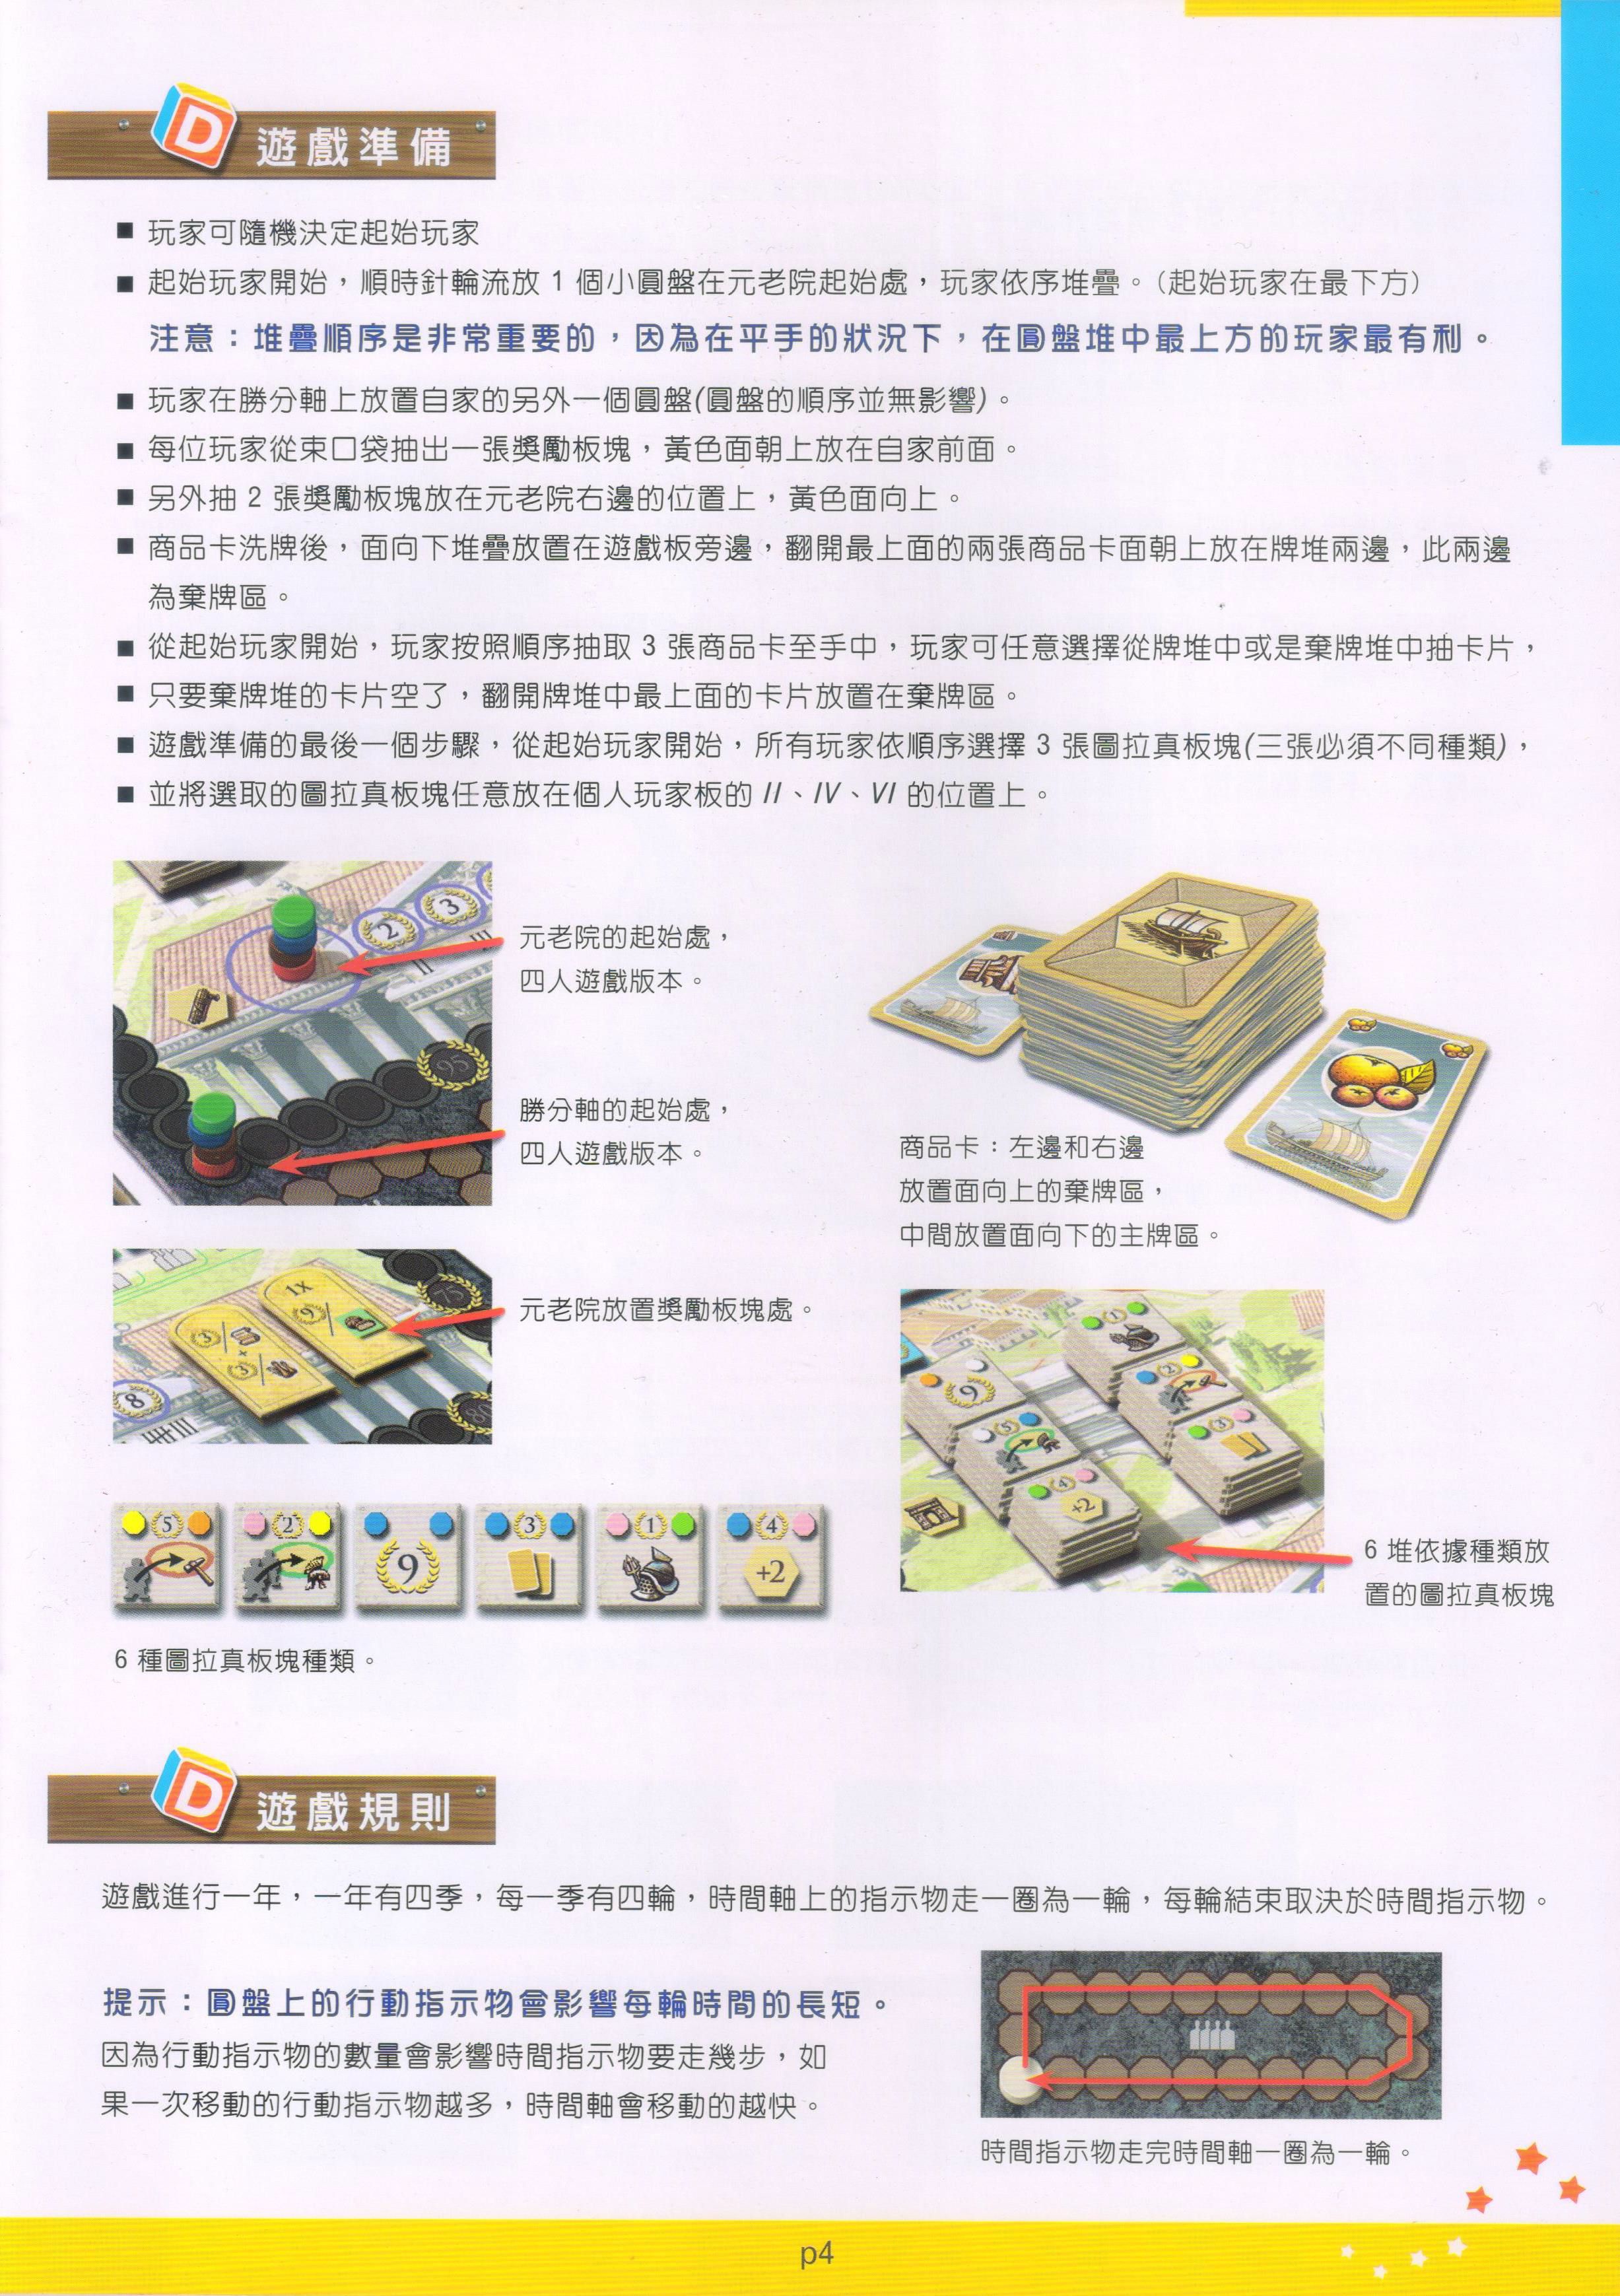 D 遊戲準備
■ 玩家可隨機決定起始玩家
■ 起始玩家開始，順時針輪流放 1 個小圓盤在元老院起始處，玩家依序堆疊。(起始玩家在最下方)
注意：堆疊順序是非常重要的，因為在平手的狀況下，在圓盤堆中最上方的玩家最有利。
■ 玩家在勝分軸上放置自家的另外一個圓盤(圓盤的順序並無影響)。
■ 每位玩家從束口袋抽出一張獎勵板塊，黃色面朝上放在自家前面。
■ 另外抽 2 張獎勵板塊放在元老院右邊的位置上，黃色面向上。
■ 商品卡洗牌後，面向下堆疊放置在遊戲板旁邊，翻開最上面的兩張商品卡面朝上放在牌堆兩邊，此兩邊
為棄牌區。
■ 從起始玩家開始，玩家按照順序抽取 3 張商品卡至手中，玩家可任意選擇從牌堆中或是棄牌堆中抽卡片，
■ 只要棄牌堆的卡片空了，翻開牌堆中最上面的卡片放置在棄牌區。
■ 遊戲準備的最後一個步驟，從起始玩家開始，所有玩家依順序選擇 3 張圖拉真板塊(三張必須不同種類)，
■ 並將選取的圖拉真板塊任意放在個人玩家板的 II、IV、VI 的位置上。
2
3
II
III
95
元老院的起始處，
四人遊戲版本。
勝分軸的起始處，
四人遊戲版本。
商品卡：左邊和右邊
放置面向上的棄牌區，
中間放置面向下的主牌區。
1x
9/
3/
3/
75
8
80
元老院放置獎勵板塊處。
1
9
2
5
3
4
+2
6 堆依據種類放
置的圖拉真板塊
5
2
9
3
1
4
+2
6 種圖拉真板塊種類。
D 遊戲規則
遊戲進行一年，一年有四季，每一季有四輪，時間軸上的指示物走一圈為一輪，每輪結束取決於時間指示物。
提示：圓盤上的行動指示物會影響每輪時間的長短。
因為行動指示物的數量會影響時間指示物要走幾步，如
果一次移動的行動指示物越多，時間軸會移動的越快。
時間指示物走完時間軸一圈為一輪。
p4